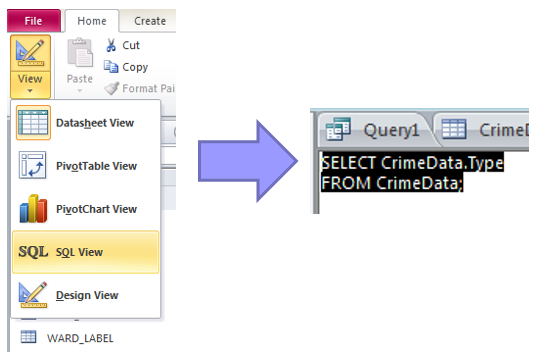 File Home Create
View
Paste
Cut
Copy
Format Pai
Datasheet View
PivotTable View
PivotChart View
SQL SQL View
Design View
WARD_LABEL
Query1 CrimeD
SELECT CrimeData.Type
FROM CrimeData;